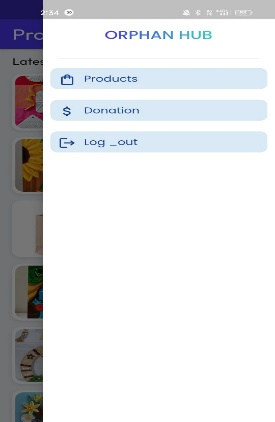 2:34
ORPHAN HUB
Pro
Lates
Products
Donation
Log _out